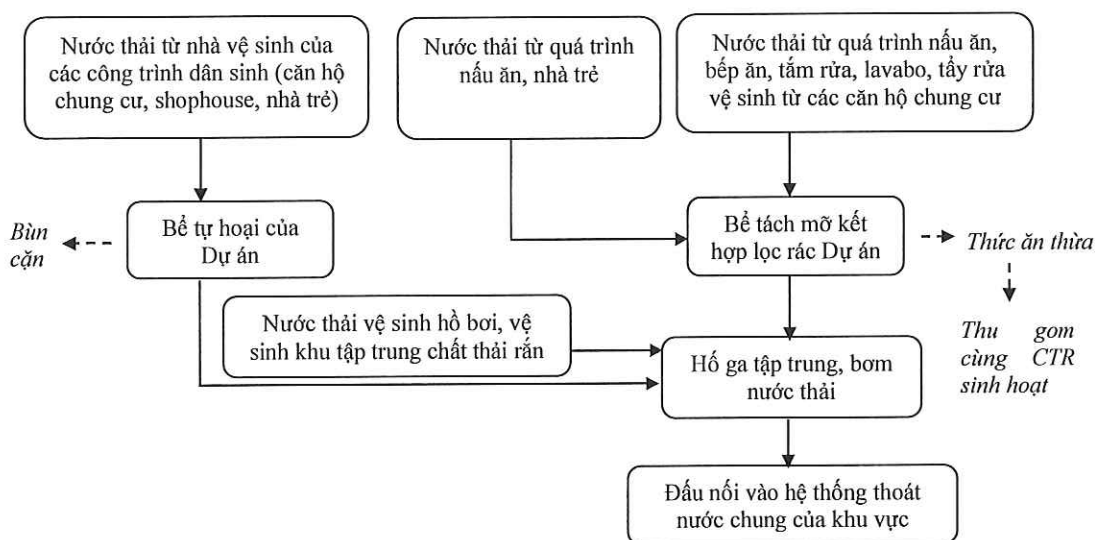 Nước thải từ nhà vệ sinh của
các công trình dân sinh (căn hộ
chung cư, shophouse, nhà trẻ)
Nước thải từ quá trình
nấu ăn, nhà trẻ
Nước thải từ quá trình nấu ăn,
bếp ăn, tắm rửa, lavabo, tẩy rửa
vệ sinh từ các căn hộ chung cư
Bùn
cặn
Bể tự hoại của
Dự án
Bể tách mỡ kết
hợp lọc rác Dự án
Thức ăn thừa
Nước thải vệ sinh hồ bơi, vệ
sinh khu tập trung chất thải rắn
Thu gom
cùng CTR
sinh hoạt
Hố ga tập trung, bơm
nước thải
Đấu nối vào hệ thống thoát
nước chung của khu vực